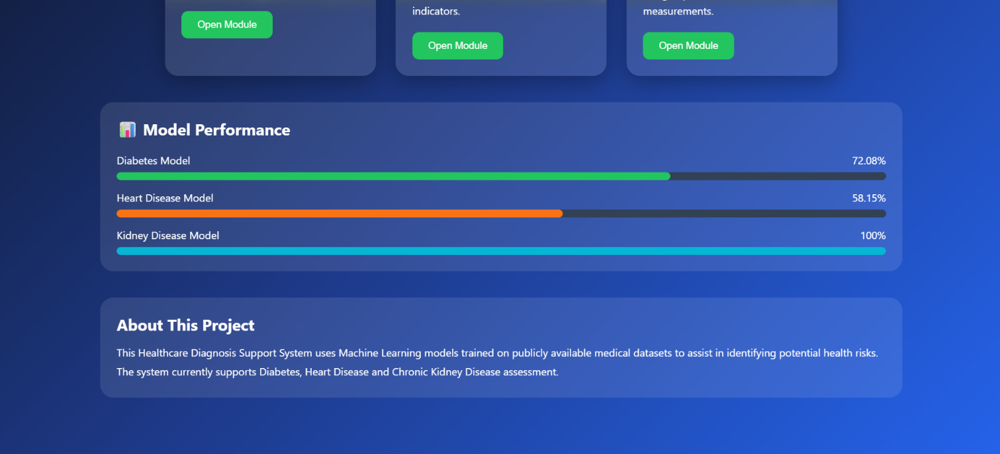 indicators.
measurements.
Open Module
Open Module
Open Module
Model Performance
Diabetes Model 72.08%
Heart Disease Model 58.15%
Kidney Disease Model 100%
About This Project
This Healthcare Diagnosis Support System uses Machine Learning models trained on publicly available medical datasets to assist in identifying potential health risks.
The system currently supports Diabetes, Heart Disease and Chronic Kidney Disease assessment.